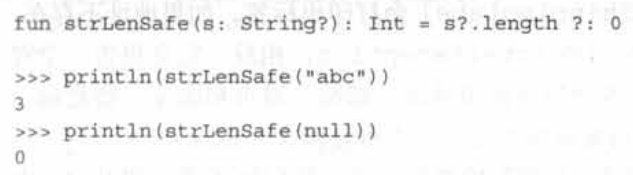 fun strLenSafe(s: String?): Int = s?.length ?: 0
>>> println(strLenSafe("abc"))
3
>>> println(strLenSafe(null))
0